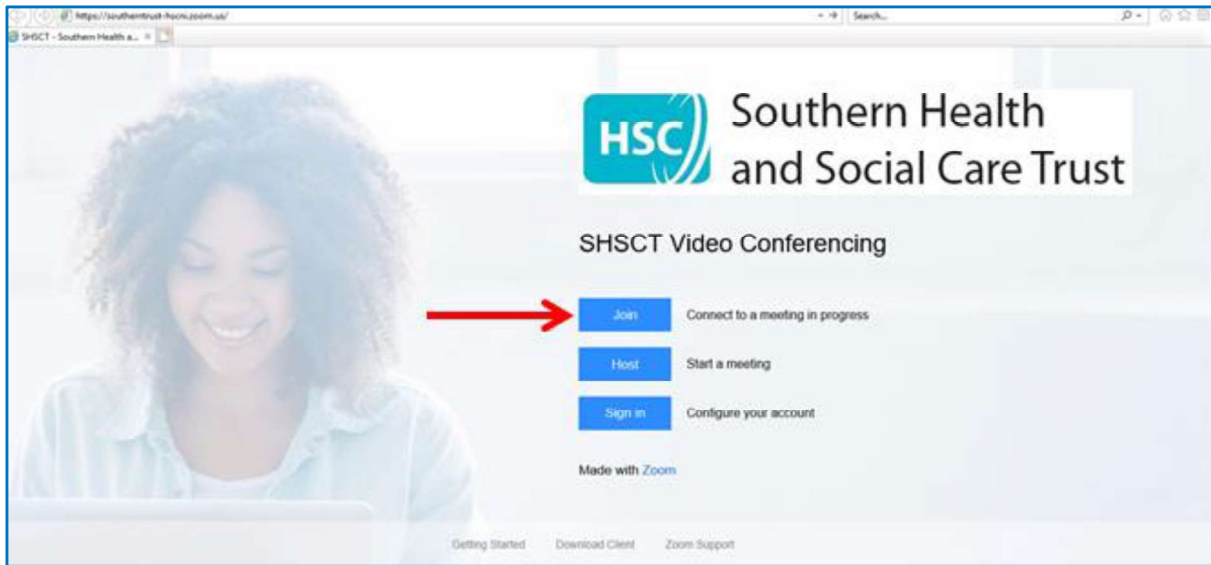 https://southerntrust-hscni.zoom.us/
Search...
SHSCT - Southern Health a...
HSC
Southern Health
and Social Care Trust
SHSCT Video Conferencing
Join Connect to a meeting in progress
Host Start a meeting
Sign in Configure your account
Made with Zoom
Getting Started Download Client Zoom Support